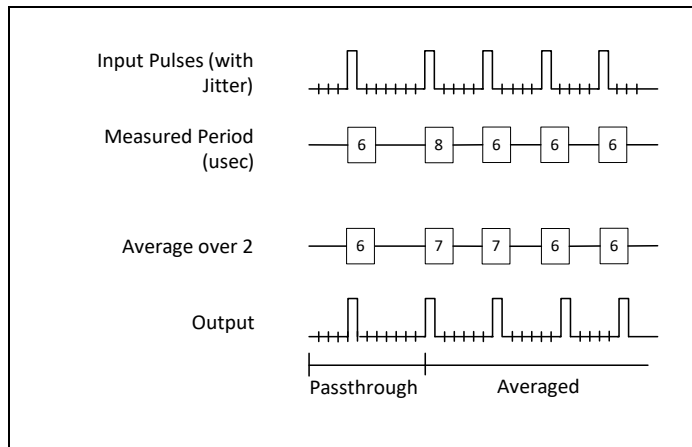 Input Pulses (with
Jitter)
Measured Period
(usec)
6 8 6 6 6
Average over 2
6 7 7 6 6
Output
Passthrough Averaged